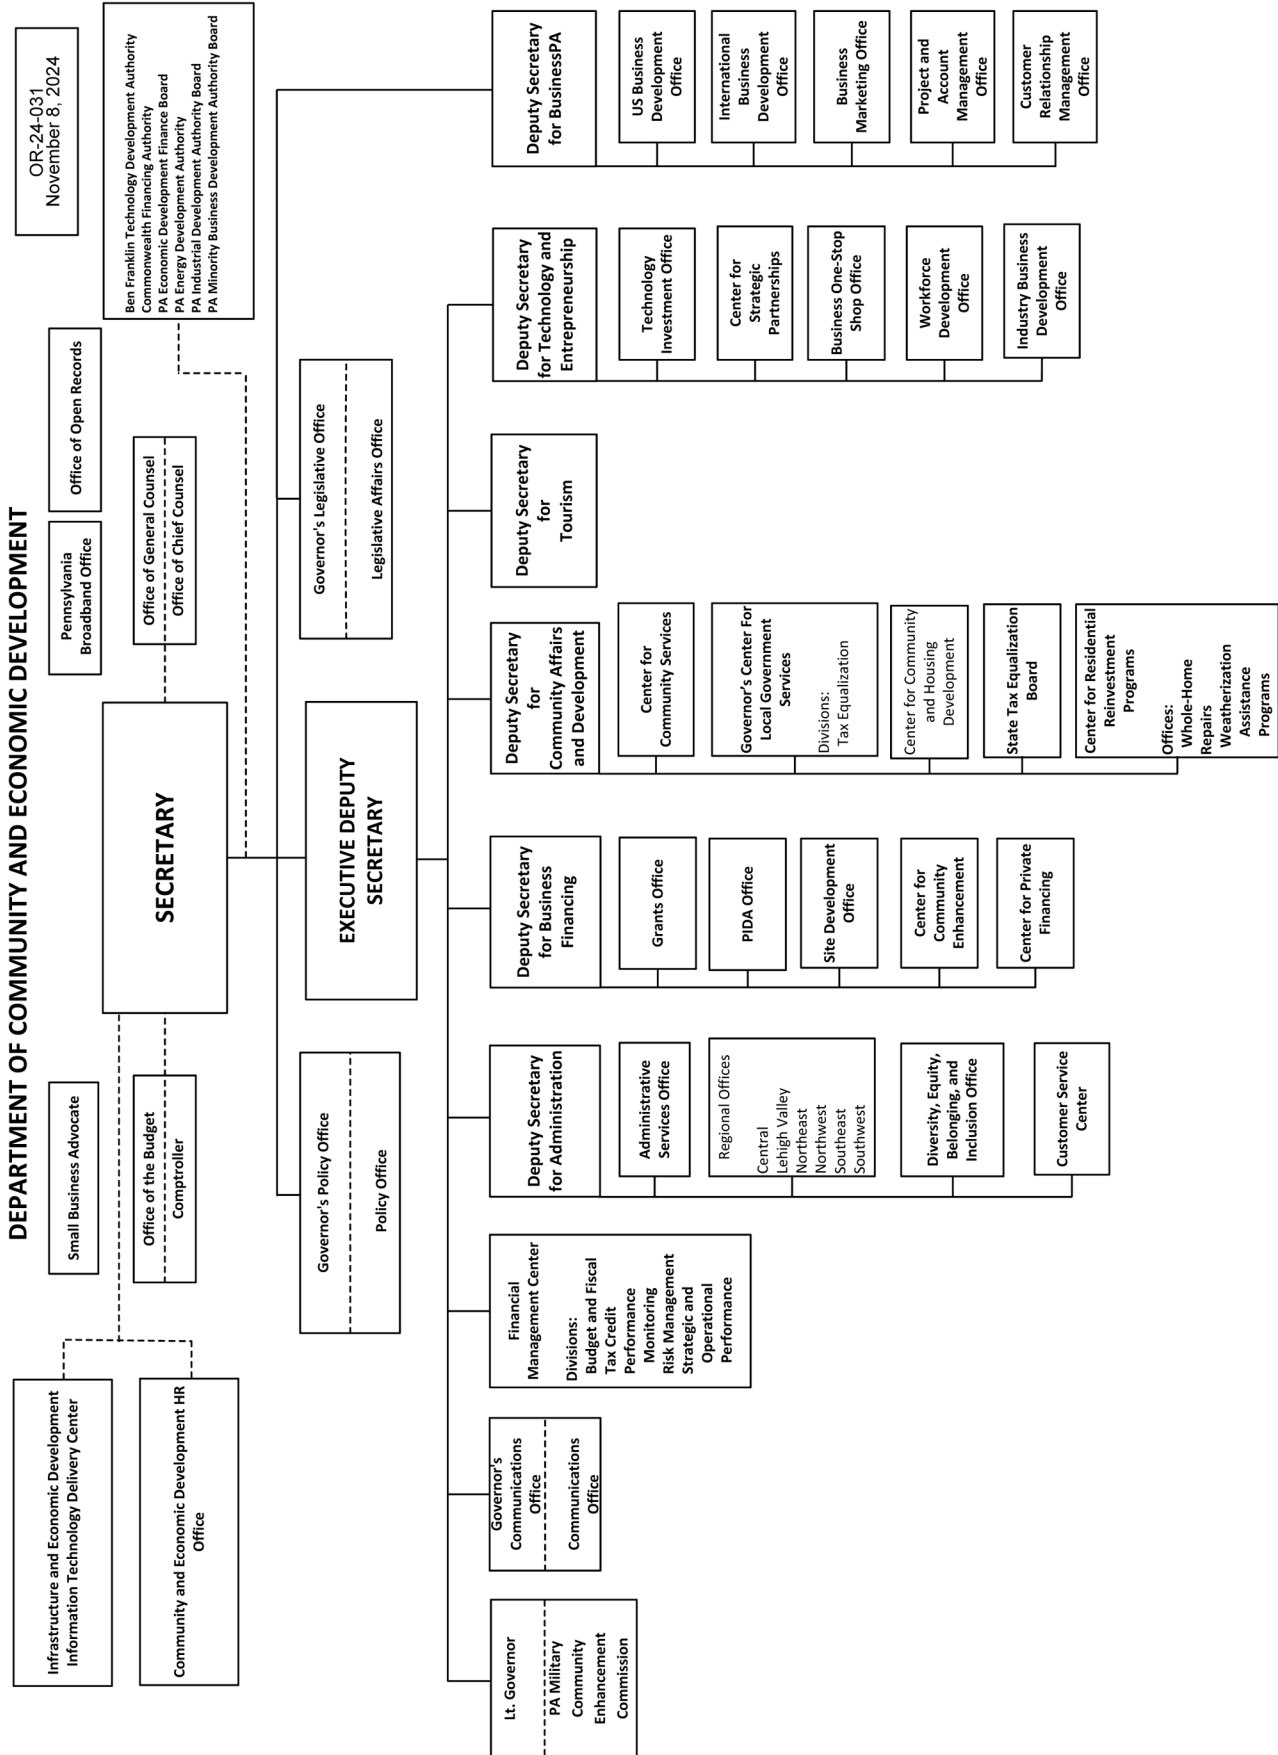 DEPARTMENT OF COMMUNITY AND ECONOMIC DEVELOPMENT
OR-24-031
November 8, 2024
Infrastructure and Economic Development
Information Technology Delivery Center
Community and Economic Development HR
Office
Small Business Advocate
Office of the Budget
Comptroller
SECRETARY
Pennsylvania
Broadband Office
Office of Open Records
Office of General Counsel
Office of Chief Counsel
Ben Franklin Technology Development Authority
Commonwealth Financing Authority
PA Economic Development Finance Board
PA Energy Development Authority
PA Industrial Development Authority Board
PA Minority Business Development Authority Board
Governor's Policy Office
Policy Office
EXECUTIVE DEPUTY
SECRETARY
Governor's Legislative Office
Legislative Affairs Office
Lt. Governor
PA Military
Community
Enhancement
Commission
Governor's
Communications
Office
Communications
Office
Financial
Management Center
Divisions:
Budget and Fiscal
Tax Credit
Performance
Monitoring
Risk Management
Strategic and
Operational
Performance
Deputy Secretary
for Administration
Administrative
Services Office
Regional Offices
Central
Lehigh Valley
Northeast
Northwest
Southeast
Southwest
Diversity, Equity,
Belonging, and
Inclusion Office
Customer Service
Center
Deputy Secretary
for Business
Financing
Grants Office
PIDA Office
Site Development
Office
Center for
Community
Enhancement
Center for Private
Financing
Deputy Secretary
for
Community Affairs
and Development
Center for
Community Services
Governor's Center For
Local Government
Services
Divisions:
Tax Equalization
Center for Community
and Housing
Development
State Tax Equalization
Board
Center for Residential
Reinvestment
Programs
Offices:
Whole-Home
Repairs
Weatherization
Assistance
Programs
Deputy Secretary
for
Tourism
Deputy Secretary
for Technology and
Entrepreneurship
Technology
Investment Office
Center for
Strategic
Partnerships
Business One-Stop
Shop Office
Workforce
Development
Office
Industry Business
Development
Office
Deputy Secretary
for BusinessPA
US Business
Development
Office
International
Business
Development
Office
Business
Marketing Office
Project and
Account
Management
Office
Customer
Relationship
Management
Office